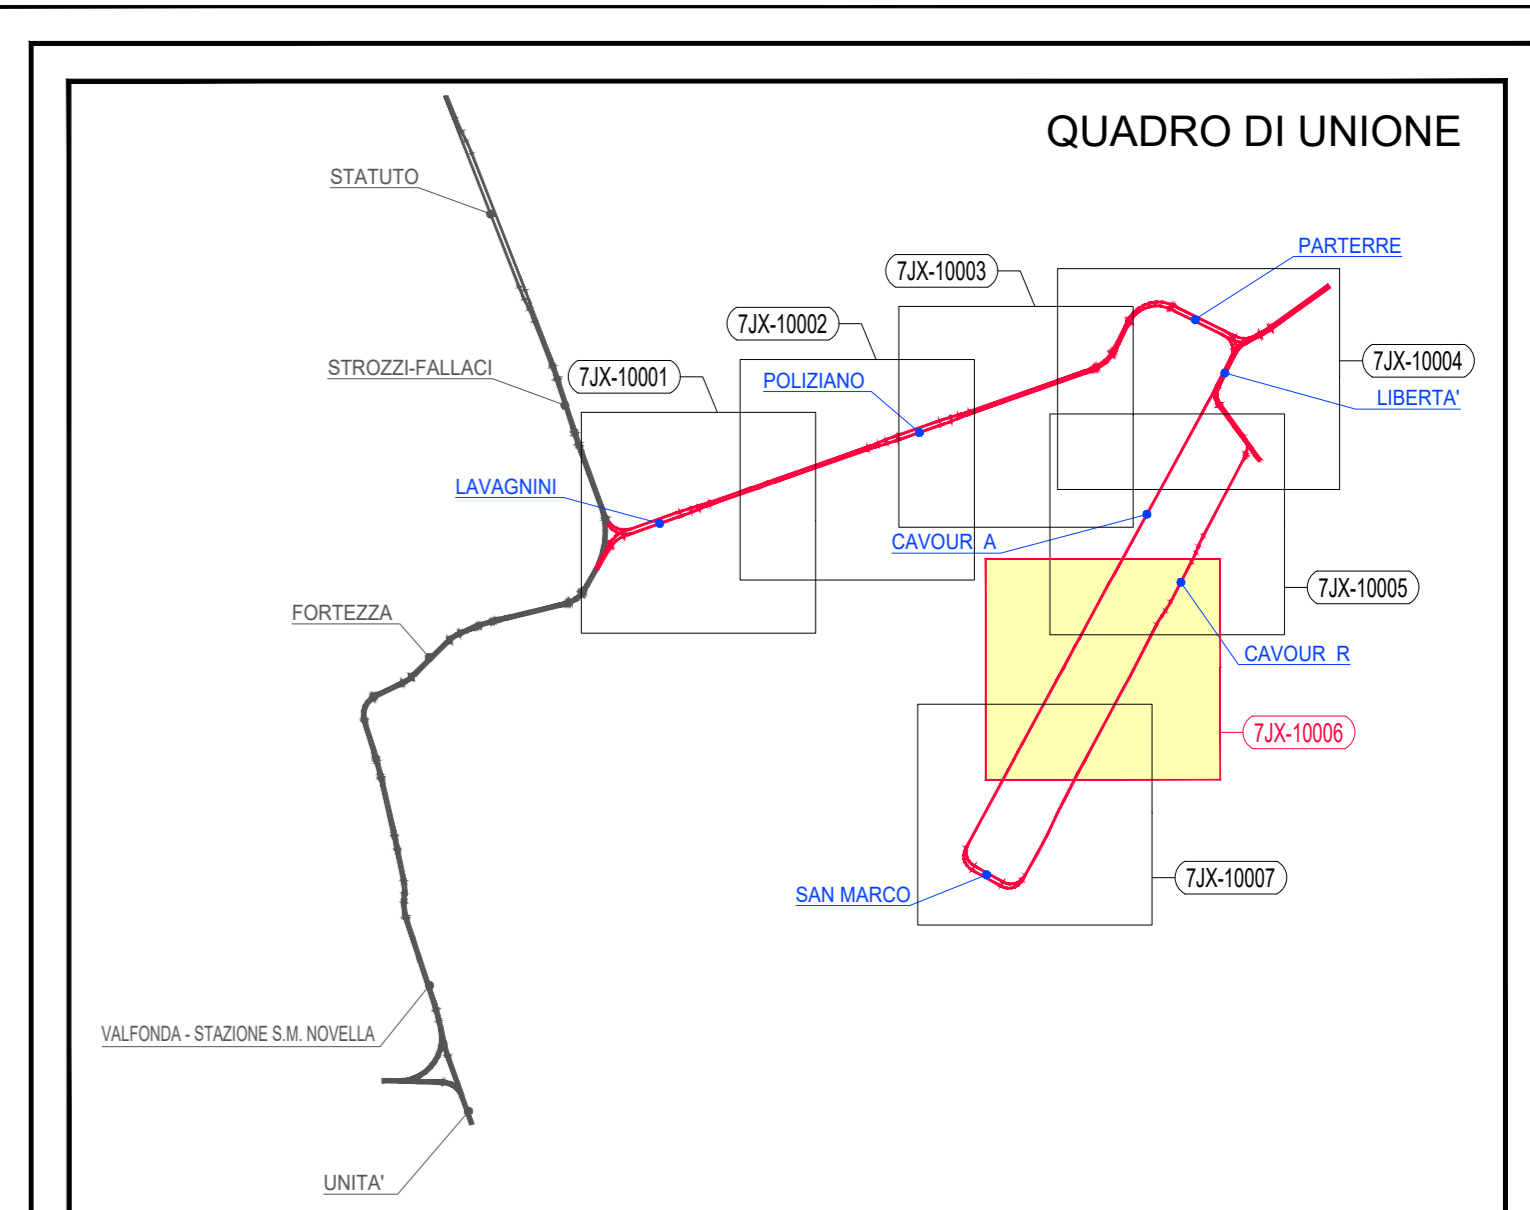 QUADRO DI UNIONE
STATUTO
PARTERRE
7JX-10003
7JX-10002
7JX-10004
STROZZI-FALLACI
7JX-10001
POLIZIANO
LIBERTA'
LAVAGNINI
CAVOUR A
7JX-10005
FORTEZZA
CAVOUR R
7JX-10006
7JX-10007
SAN MARCO
VALFONDA - STAZIONE S.M. NOVELLA
UNITA'